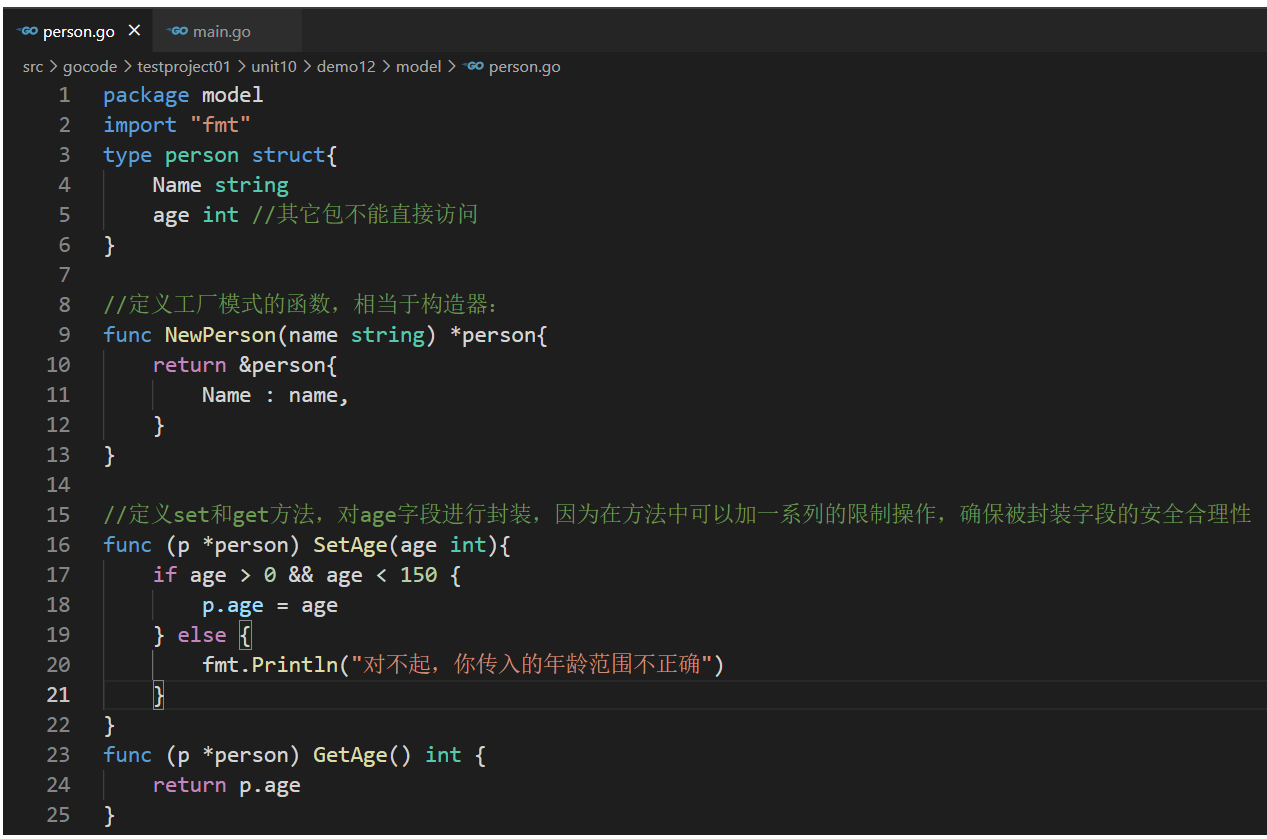 GO person.go × GO main.go
src > gocode > testproject01 > unit10 > demo12 > model > GO person.go
1 package model
2 import "fmt"
3 type person struct{
4     Name string
5     age int //其它包不能直接访问
6 }
7
8 //定义工厂模式的函数，相当于构造器：
9 func NewPerson(name string) *person{
10     return &person{
11         Name : name,
12     }
13 }
14
15 //定义set和get方法，对age字段进行封装，因为在方法中可以加一系列的限制操作，确保被封装字段的安全合理性
16 func (p *person) SetAge(age int){
17     if age > 0 && age < 150 {
18         p.age = age
19     } else {
20         fmt.Println("对不起，你传入的年龄范围不正确")
21     }
22 }
23 func (p *person) GetAge() int {
24     return p.age
25 }